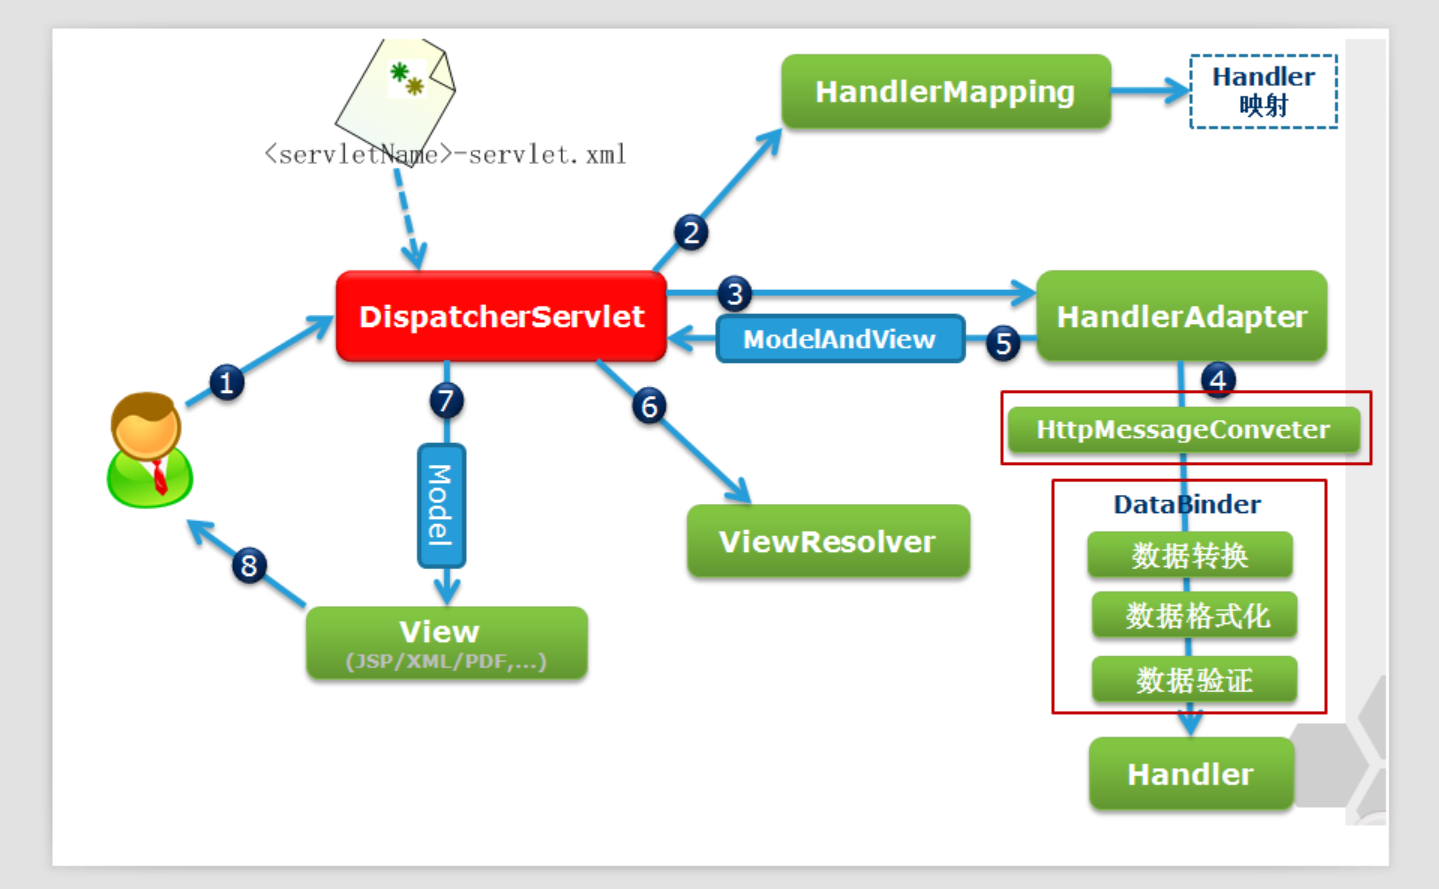 <servletName>-servlet.xml
HandlerMapping
Handler
映射
2
DispatcherServlet
3
HandlerAdapter
ModelAndView
5
1
7
6
4
HttpMessageConveter
Model
DataBinder
ViewResolver
数据转换
8
数据格式化
View
(JSP/XML/PDF,...)
数据验证
Handler